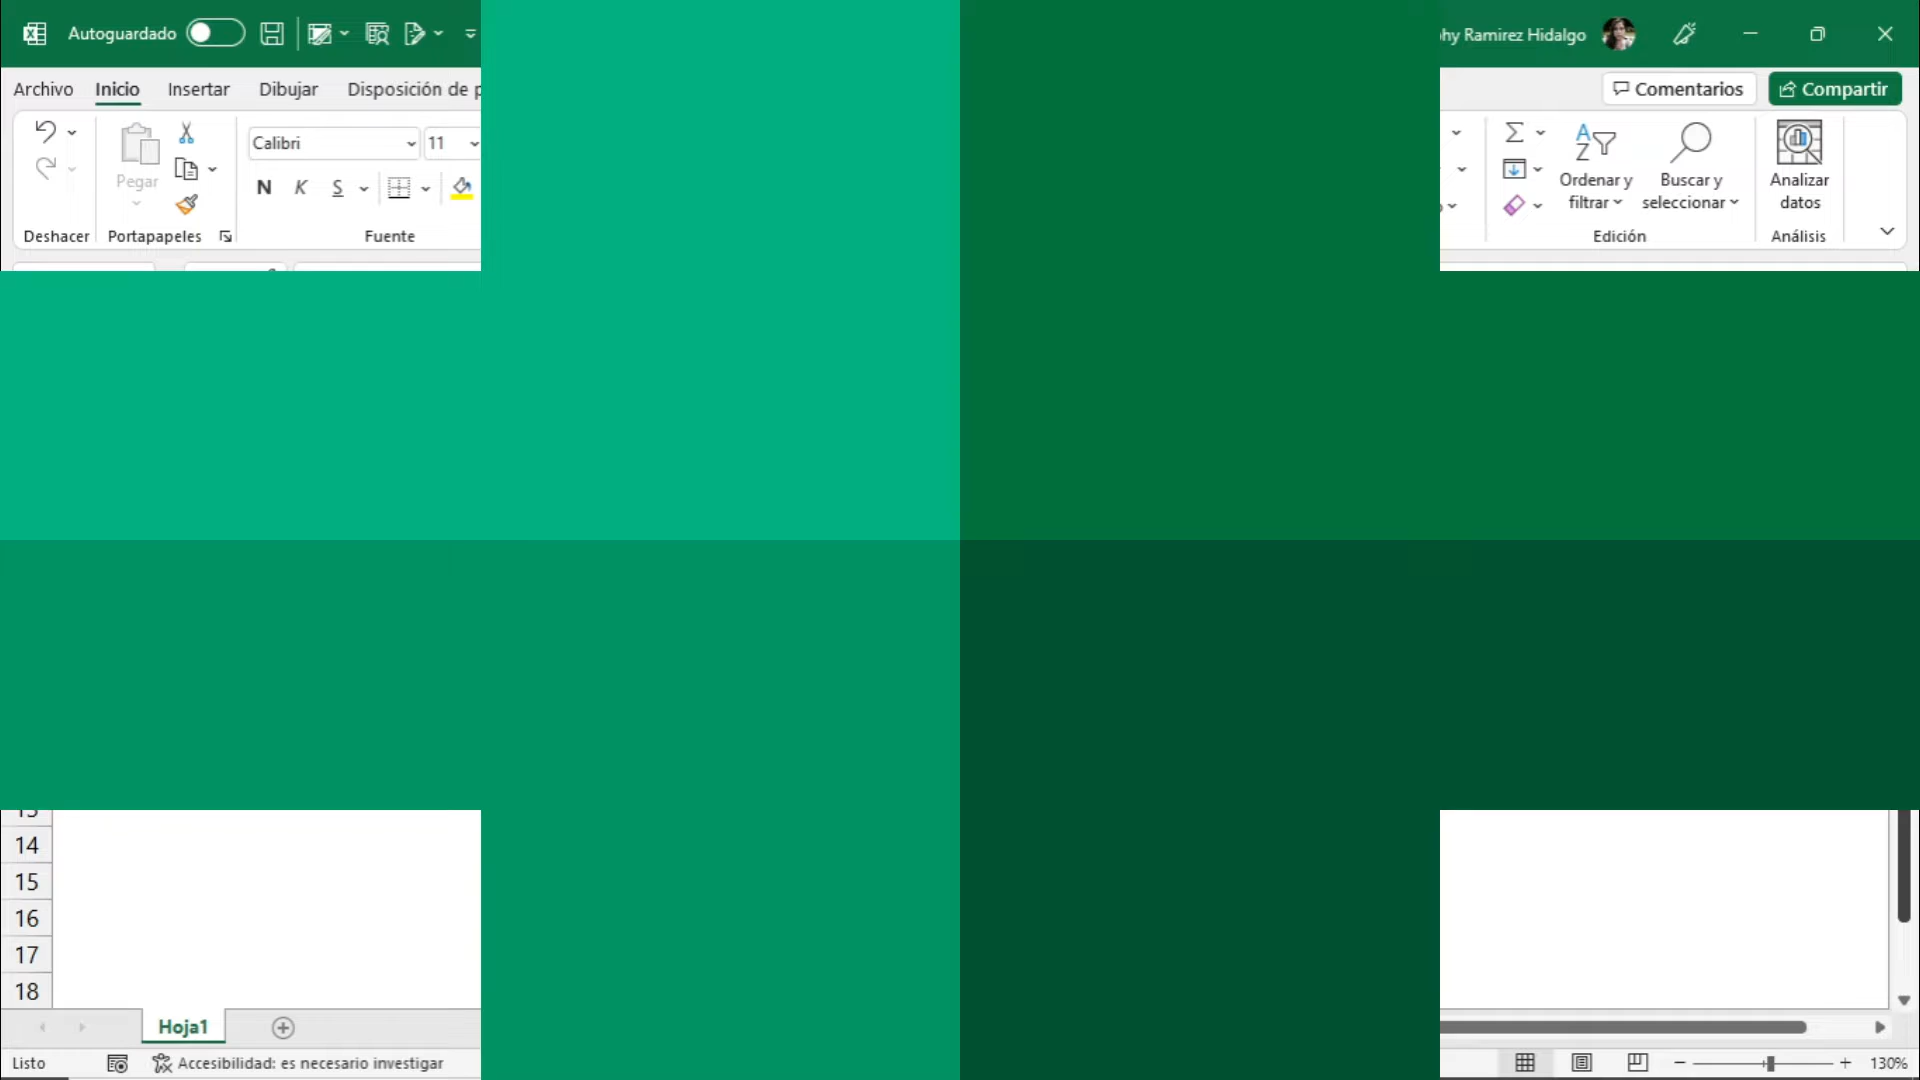 Autoguardado
Ramirez Hidalgo
Archivo Inicio Insertar Dibujar Disposición de
Comentarios Compartir
Calibri 11
Pegar
N K S
Ordenar y filtrar
Buscar y seleccionar
Analizar datos
Deshacer Portapapeles Fuente Edición Análisis
14
15
16
17
18
Hoja1
Listo Accesibilidad: es necesario investigar 130%